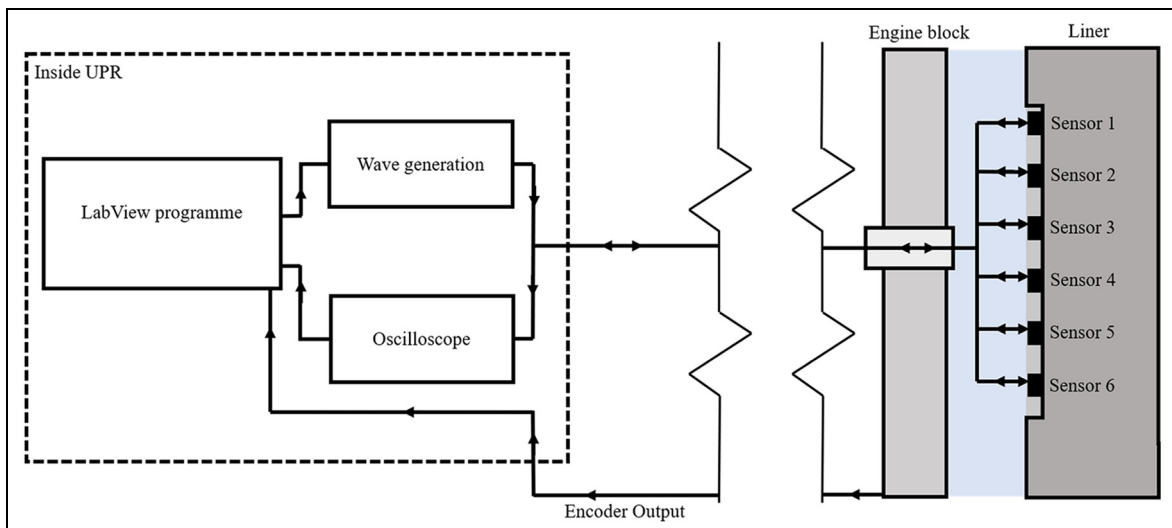 Engine block
Liner
Inside UPR
Wave generation
LabView programme
Oscilloscope
Sensor 1
Sensor 2
Sensor 3
Sensor 4
Sensor 5
Sensor 6
Encoder Output